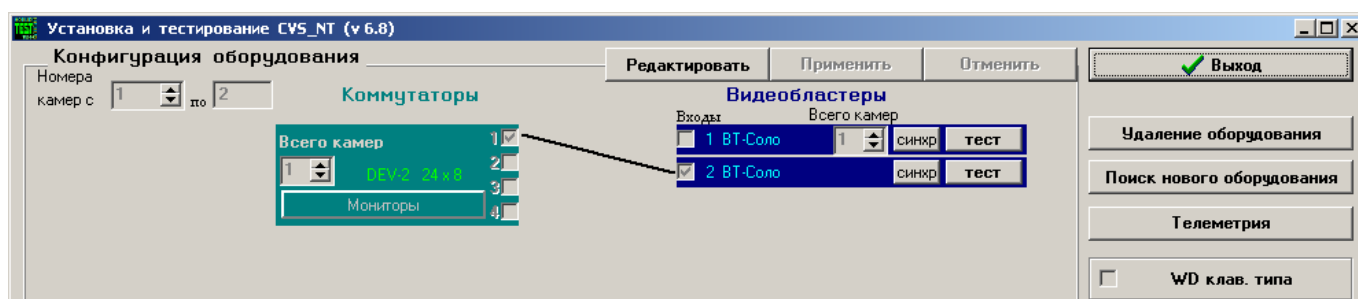 Установка и тестирование CVS_NT (v 6.8)
Конфигурация оборудования
Редактировать Применить Отменить
Выход
Номера
камер с 1 по 2
Коммутаторы
Видеобластеры
Входы Всего камер
Всего камер 1
1 ВТ-Соло 1 синхр тест
Удаление оборудования
1 DEV-2 24 x 8 2
2 ВТ-Соло синхр тест
Поиск нового оборудования
3
Мониторы 4
Телеметрия
WD клав. типа